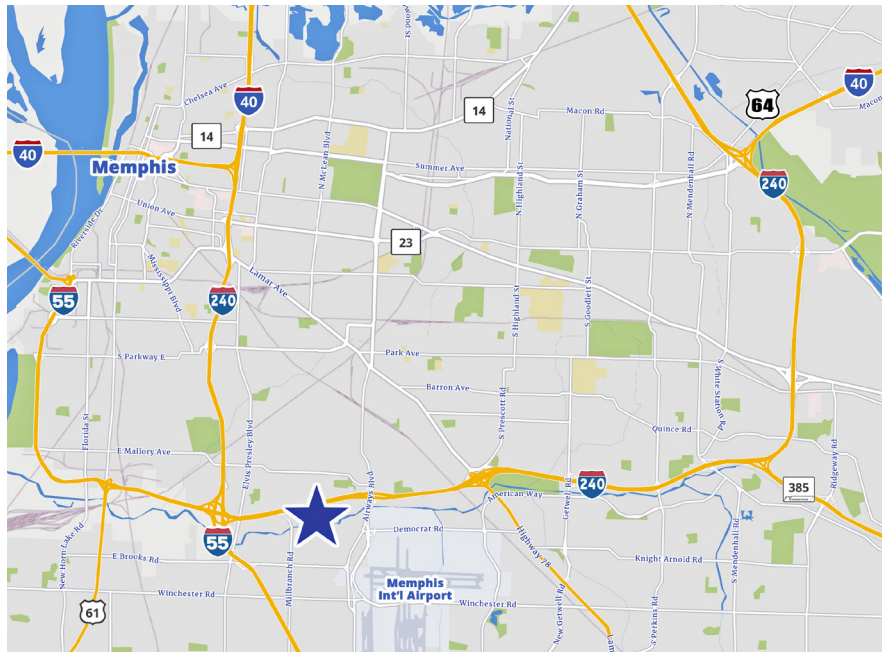 Chelsea Ave
40
14
40
Memphis
14
National St
Macon Rd
64
40
N McLean Blvd
Summer Ave
N Highland St
N Graham St
N Mendenhall Rd
240
Union Ave
Riverside Dr
23
Mississippi Blvd
Lamar Ave
55
240
S Highland St
S Goodlett St
S Parkway E
Park Ave
Barron Ave
S White Station Rd
Florida St
E Mallory Ave
Elvis Presley Blvd
S Prescott Rd
Quince Rd
Ridgeway Rd
Airways Blvd
American Way
Getwell Rd
240
385
55
Democrat Rd
Highway 78
New Horn Lake Rd
E Brooks Rd
Millbranch Rd
Knight Arnold Rd
S Mendenhall Rd
Memphis
Int'l Airport
Winchester Rd
Winchester Rd
61
New Getwell Rd
S Perkins Rd